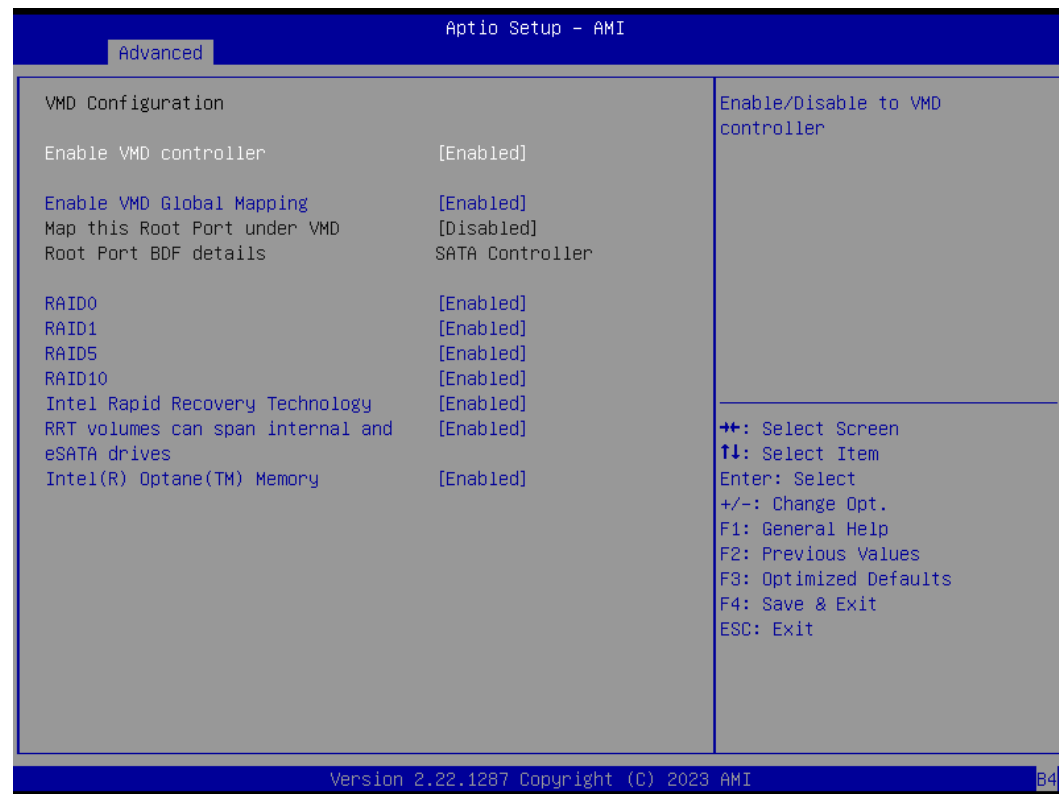 Aptio Setup – AMI
Advanced
VMD Configuration
Enable VMD controller [Enabled]
Enable VMD Global Mapping [Enabled]
Map this Root Port under VMD [Disabled]
Root Port BDF details SATA Controller
RAID0 [Enabled]
RAID1 [Enabled]
RAID5 [Enabled]
RAID10 [Enabled]
Intel Rapid Recovery Technology [Enabled]
RRT volumes can span internal and [Enabled]
eSATA drives
Intel(R) Optane(TM) Memory [Enabled]
Enable/Disable to VMD
controller
→←: Select Screen
↑↓: Select Item
Enter: Select
+/-: Change Opt.
F1: General Help
F2: Previous Values
F3: Optimized Defaults
F4: Save & Exit
ESC: Exit
Version 2.22.1287 Copyright (C) 2023 AMI
B4